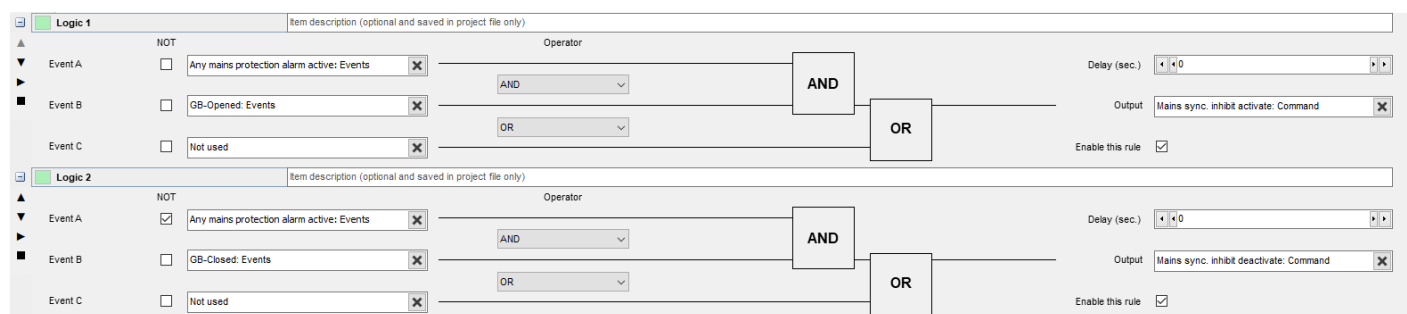 Logic 1 Item description (optional and saved in project file only)
NOT Operator
Event A Any mains protection alarm active: Events Delay (sec.) 0
AND AND
Event B GB-Opened: Events Output Mains sync. inhibit activate: Command
OR OR
Event C Not used Enable this rule
Logic 2 Item description (optional and saved in project file only)
NOT Operator
Event A Any mains protection alarm active: Events Delay (sec.) 0
AND AND
Event B GB-Closed: Events Output Mains sync. inhibit deactivate: Command
OR OR
Event C Not used Enable this rule